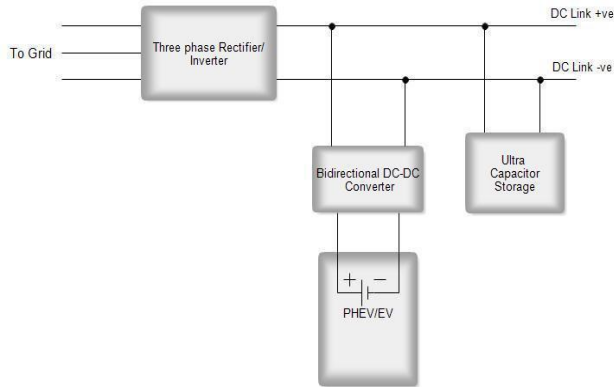 DC Link +ve
Three phase Rectifier/
Inverter
To Grid
DC Link -ve
Bidirectional DC-DC
Converter
Ultra
Capacitor
Storage
+ −
PHEV/EV